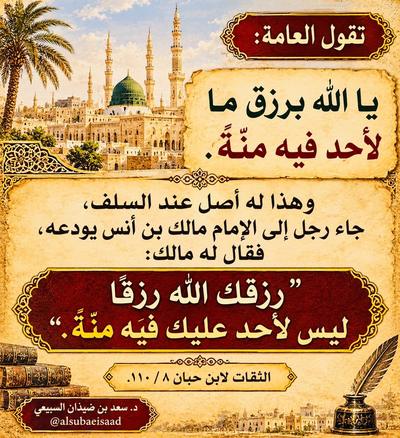 تقول العامة:
يا الله برزق ما
لأحد فيه منّةً.
وهذا له أصل عند السلف،
جاء رجل إلى الإمام مالك بن أنس يودعه،
فقال له مالك:
”رزقك الله رزقًا
ليس لأحد عليك فيه منّةً.“
الثقات لابن حبان ٨ / ١١٠.
د. سعد بن ضيذان السبيعي
@alsubaeisaad